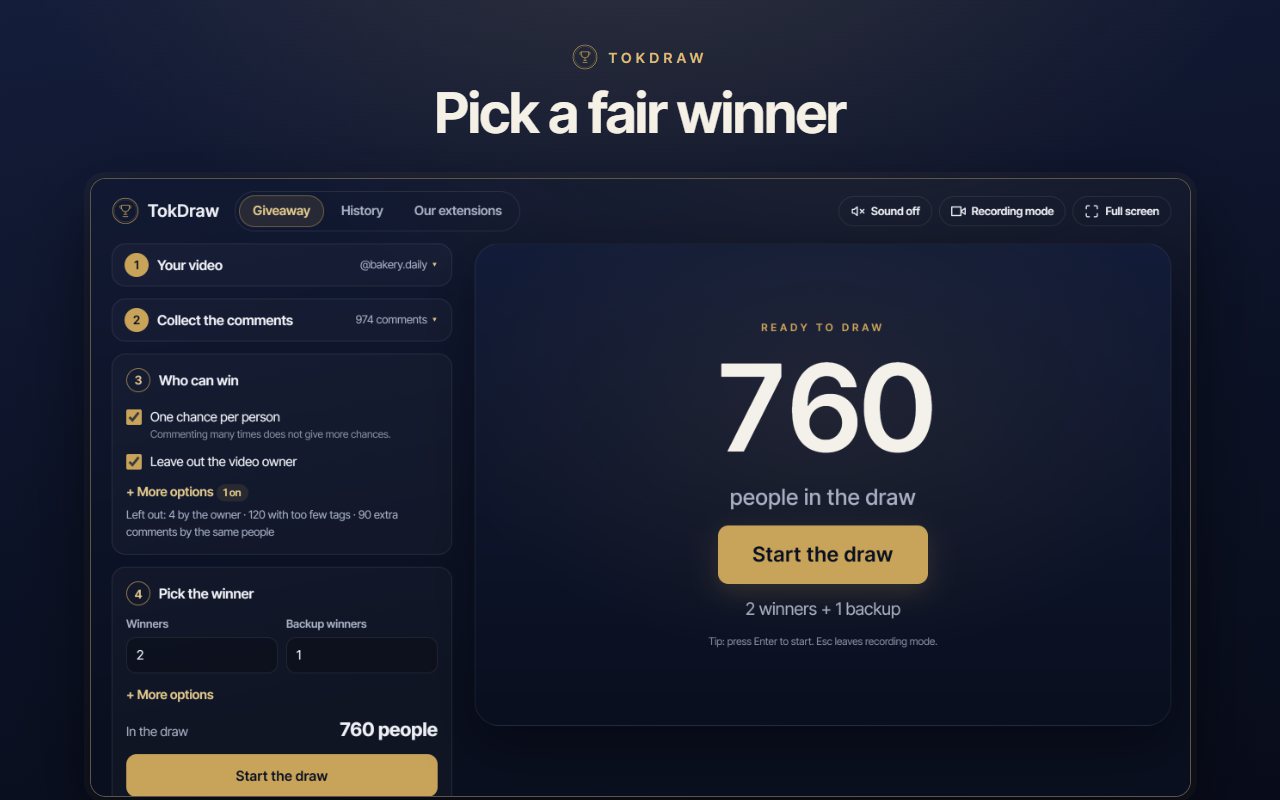 TOKDRAW
Pick a fair winner
TokDraw
Giveaway
History
Our extensions
Sound off
Recording mode
Full screen
1 Your video @bakery.daily
2 Collect the comments 974 comments
3 Who can win
One chance per person
Commenting many times does not give more chances.
Leave out the video owner
+ More options 1 on
Left out: 4 by the owner · 120 with too few tags · 90 extra
comments by the same people
4 Pick the winner
Winners Backup winners
2 1
+ More options
In the draw 760 people
Start the draw
READY TO DRAW
760
people in the draw
Start the draw
2 winners + 1 backup
Tip: press Enter to start. Esc leaves recording mode.